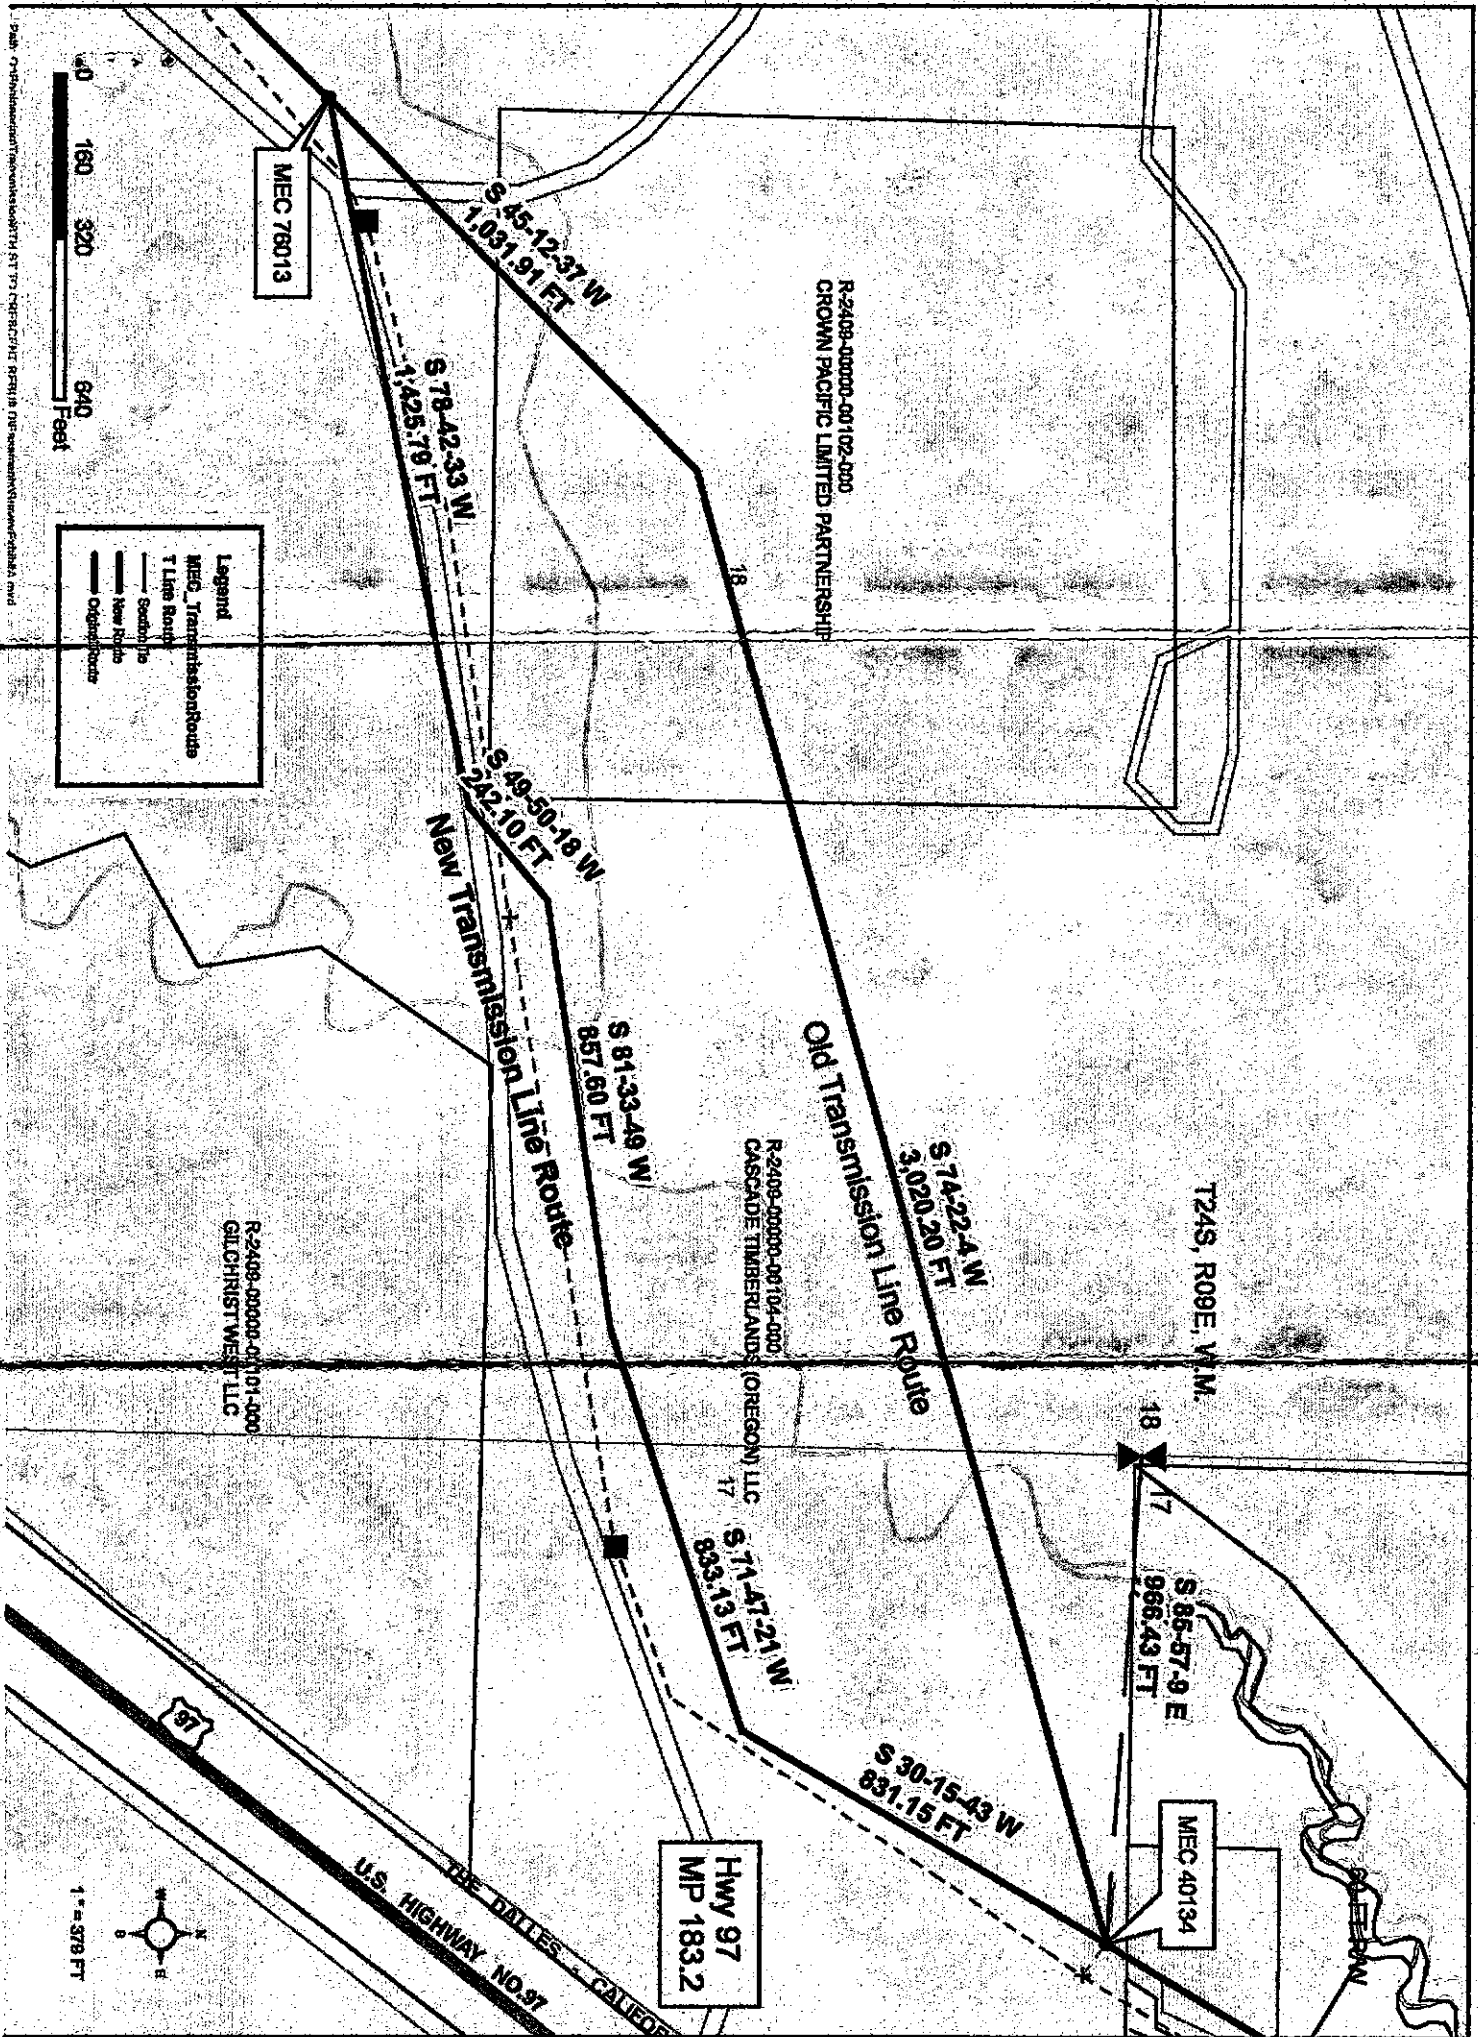 T24S, R09E, W.M.
18
17
S 85-57-9 E
966.43 FT
MEC 40134
R-2409-00000-00102-000
CROWN PACIFIC LIMITED PARTNERSHIP
18
S 74-22-4 W
3,020.20 FT
Old Transmission Line Route
S 45-12-37 W
1,031.91 FT
MEC 76013
S 78-42-33 W
1,425.79 FT
S 49-50-18 W
242.10 FT
New Transmission Line Route
S 81-33-49 W
857.60 FT
R-2409-00000-00104-000
CASCADE TIMBERLANDS (OREGON) LLC
17
S 71-47-21 W
833.13 FT
S 30-15-43 W
831.15 FT
Hwy 97
MP 183.2
R-2409-00000-00101-000
GILCHRIST WEST LLC
THE DALLES - CALIFOR
U.S. HIGHWAY NO.97
97
N
W
E
S
1 " = 378 FT
Legend
MEC_TransmissionRoute
T Line Route
New Route
Original Route
0 160 320 640
Feet